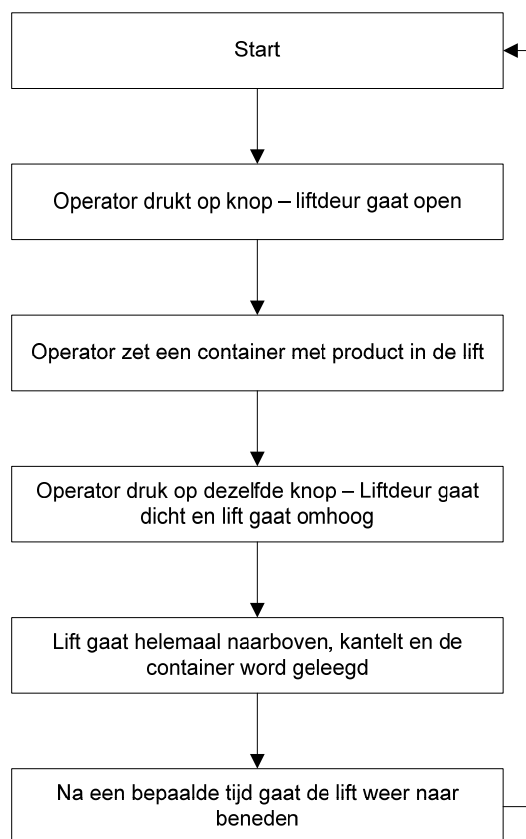 Start
Operator drukt op knop – liftdeur gaat open
Operator zet een container met product in de lift
Operator druk op dezelfde knop – Liftdeur gaat
dicht en lift gaat omhoog
Lift gaat helemaal naarboven, kantelt en de
container word geleegd
Na een bepaalde tijd gaat de lift weer naar
beneden